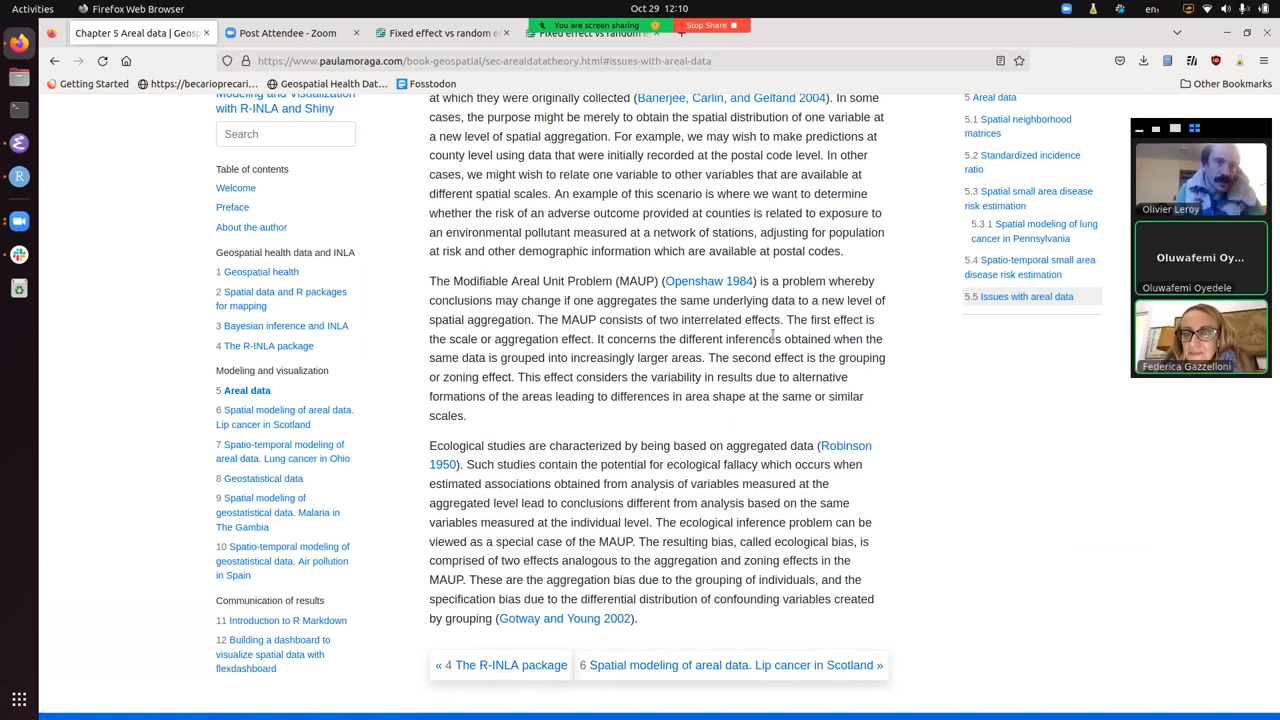 Activities
Firefox Web Browser
Oct 29 12:10
en
You are screen sharing
Stop Share
Chapter 5 Areal data | Geosp
Post Attendee - Zoom
Fixed effect vs random e
Fixed effect vs random e
https://www.paulamoraga.com/book-geospatial/sec-arealdatatheory.html#issues-with-areal-data
Getting Started
https://becarioprecari...
Geospatial Health Dat...
Fosstodon
Other Bookmarks
Modeling and Visualization
with R-INLA and Shiny
Search
Table of contents
Welcome
Preface
About the author
Geospatial health data and INLA
1 Geospatial health
2 Spatial data and R packages
for mapping
3 Bayesian inference and INLA
4 The R-INLA package
Modeling and visualization
5 Areal data
6 Spatial modeling of areal data.
Lip cancer in Scotland
7 Spatio-temporal modeling of
areal data. Lung cancer in Ohio
8 Geostatistical data
9 Spatial modeling of
geostatistical data. Malaria in
The Gambia
10 Spatio-temporal modeling of
geostatistical data. Air pollution
in Spain
Communication of results
11 Introduction to R Markdown
12 Building a dashboard to
visualize spatial data with
flexdashboard
at which they were originally collected (Banerjee, Carlin, and Gelfand 2004). In some
cases, the purpose might be merely to obtain the spatial distribution of one variable at
a new level of spatial aggregation. For example, we may wish to make predictions at
county level using data that were initially recorded at the postal code level. In other
cases, we might wish to relate one variable to other variables that are available at
different spatial scales. An example of this scenario is where we want to determine
whether the risk of an adverse outcome provided at counties is related to exposure to
an environmental pollutant measured at a network of stations, adjusting for population
at risk and other demographic information which are available at postal codes.
The Modifiable Areal Unit Problem (MAUP) (Openshaw 1984) is a problem whereby
conclusions may change if one aggregates the same underlying data to a new level of
spatial aggregation. The MAUP consists of two interrelated effects. The first effect is
the scale or aggregation effect. It concerns the different inferences obtained when the
same data is grouped into increasingly larger areas. The second effect is the grouping
or zoning effect. This effect considers the variability in results due to alternative
formations of the areas leading to differences in area shape at the same or similar
scales.
Ecological studies are characterized by being based on aggregated data (Robinson
1950). Such studies contain the potential for ecological fallacy which occurs when
estimated associations obtained from analysis of variables measured at the
aggregated level lead to conclusions different from analysis based on the same
variables measured at the individual level. The ecological inference problem can be
viewed as a special case of the MAUP. The resulting bias, called ecological bias, is
comprised of two effects analogous to the aggregation and zoning effects in the
MAUP. These are the aggregation bias due to the grouping of individuals, and the
specification bias due to the differential distribution of confounding variables created
by grouping (Gotway and Young 2002).
« 4 The R-INLA package
6 Spatial modeling of areal data. Lip cancer in Scotland »
5 Areal data
5.1 Spatial neighborhood
matrices
5.2 Standardized incidence
ratio
5.3 Spatial small area disease
risk estimation
5.3.1 Spatial modeling of lung
cancer in Pennsylvania
5.4 Spatio-temporal small area
disease risk estimation
5.5 Issues with areal data
Olivier Leroy
Oluwafemi Oy...
Oluwafemi Oyedele
Federica Gazzelloni